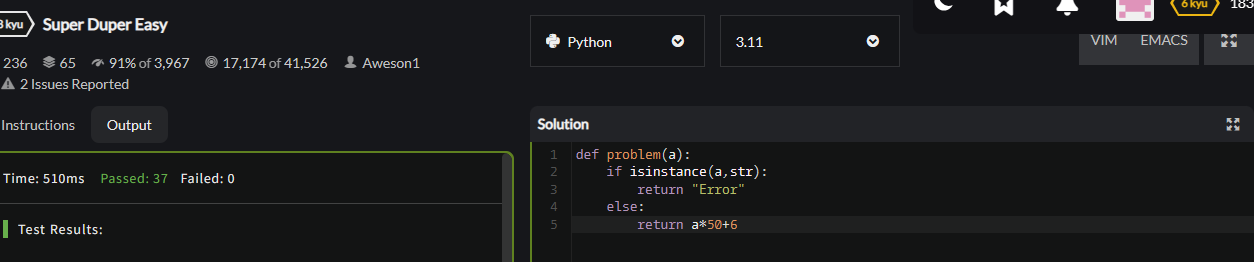 8 kyu Super Duper Easy
236 65 91% of 3,967 17,174 of 41,526 Aweson1
2 Issues Reported
Instructions Output
Time: 510ms Passed: 37 Failed: 0
Test Results:
Python 3.11
6 kyu 183
VIM EMACS
Solution
1 def problem(a):
2 if isinstance(a,str):
3 return "Error"
4 else:
5 return a*50+6